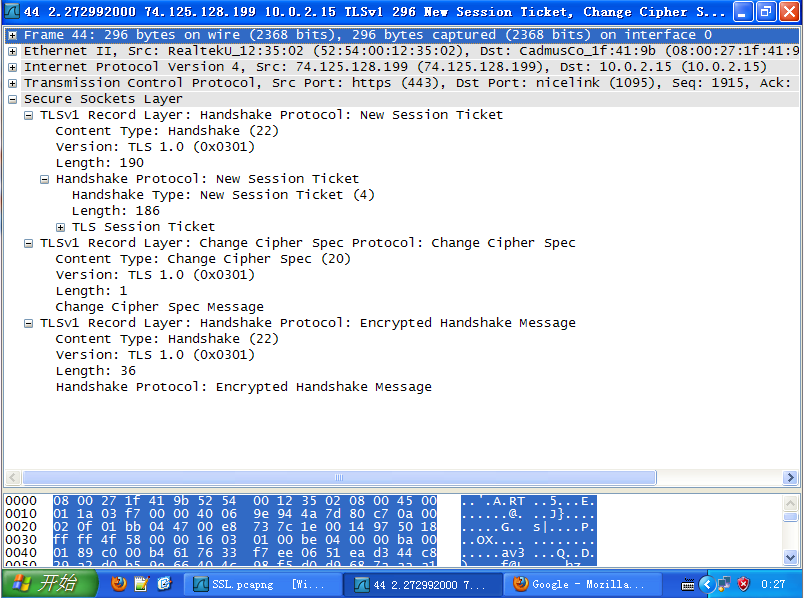 44 2.272992000 74.125.128.199 10.0.2.15 TLSv1 296 New Session Ticket, Change Cipher S...
Frame 44: 296 bytes on wire (2368 bits), 296 bytes captured (2368 bits) on interface 0
Ethernet II, Src: RealtekU_12:35:02 (52:54:00:12:35:02), Dst: CadmusCo_1f:41:9b (08:00:27:1f:41:9
Internet Protocol Version 4, Src: 74.125.128.199 (74.125.128.199), Dst: 10.0.2.15 (10.0.2.15)
Transmission Control Protocol, Src Port: https (443), Dst Port: nicelink (1095), Seq: 1915, Ack:
Secure Sockets Layer
TLSv1 Record Layer: Handshake Protocol: New Session Ticket
Content Type: Handshake (22)
Version: TLS 1.0 (0x0301)
Length: 190
Handshake Protocol: New Session Ticket
Handshake Type: New Session Ticket (4)
Length: 186
TLS Session Ticket
TLSv1 Record Layer: Change Cipher Spec Protocol: Change Cipher Spec
Content Type: Change Cipher Spec (20)
Version: TLS 1.0 (0x0301)
Length: 1
Change Cipher Spec Message
TLSv1 Record Layer: Handshake Protocol: Encrypted Handshake Message
Content Type: Handshake (22)
Version: TLS 1.0 (0x0301)
Length: 36
Handshake Protocol: Encrypted Handshake Message
0000 08 00 27 1f 41 9b 52 54 00 12 35 02 08 00 45 00 ..'.A.RT ..5...E.
0010 01 1a 03 f7 00 00 40 06 9e 94 4a 7d 80 c7 0a 00 ......@. ..J}....
0020 02 0f 01 bb 04 47 00 e8 73 7c 1e 00 14 97 50 18 .....G.. s|....P.
0030 ff ff 4f 58 00 00 16 03 01 00 be 04 00 00 ba 00 ..OX.... ........
0040 01 89 c0 00 b4 61 76 33 f7 ee 06 51 ea d3 44 c8 .....av3 ...Q..D.
0050
开始
SSL.pcapng [Wi...
44 2.272992000 7...
Google - Mozilla...
0:27